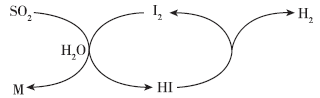 SO₂ I₂ H₂
H₂O
M HI